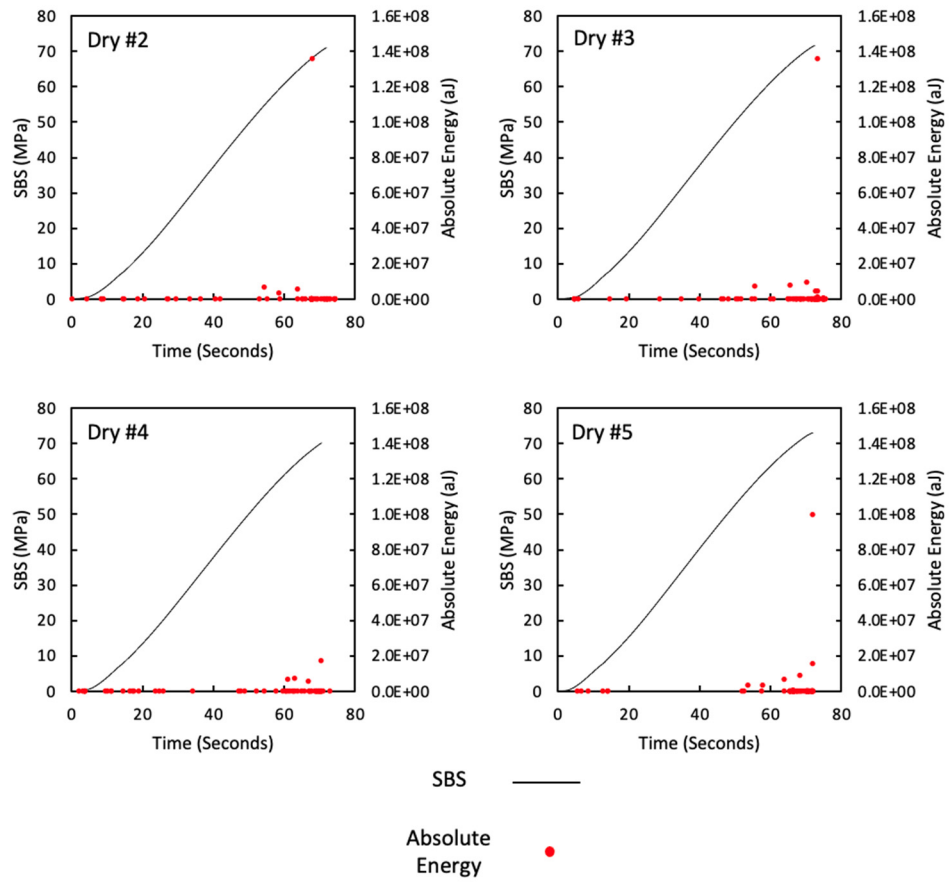 Dry #2
SBS (MPa)
80
70
60
50
40
30
20
10
0
1.6E+08
1.4E+08
1.2E+08
1.0E+08
8.0E+07
6.0E+07
4.0E+07
2.0E+07
0.0E+00
Absolute Energy (aJ)
0 20 40 60 80
Time (Seconds)
Dry #3
SBS (MPa)
80
70
60
50
40
30
20
10
0
1.6E+08
1.4E+08
1.2E+08
1.0E+08
8.0E+07
6.0E+07
4.0E+07
2.0E+07
0.0E+00
Absolute Energy (aJ)
0 20 40 60 80
Time (Seconds)
Dry #4
SBS (MPa)
80
70
60
50
40
30
20
10
0
1.6E+08
1.4E+08
1.2E+08
1.0E+08
8.0E+07
6.0E+07
4.0E+07
2.0E+07
0.0E+00
Absolute Energy (aJ)
0 20 40 60 80
Time (Seconds)
Dry #5
SBS (MPa)
80
70
60
50
40
30
20
10
0
1.6E+08
1.4E+08
1.2E+08
1.0E+08
8.0E+07
6.0E+07
4.0E+07
2.0E+07
0.0E+00
Absolute Energy (aJ)
0 20 40 60 80
Time (Seconds)
SBS
Absolute
Energy